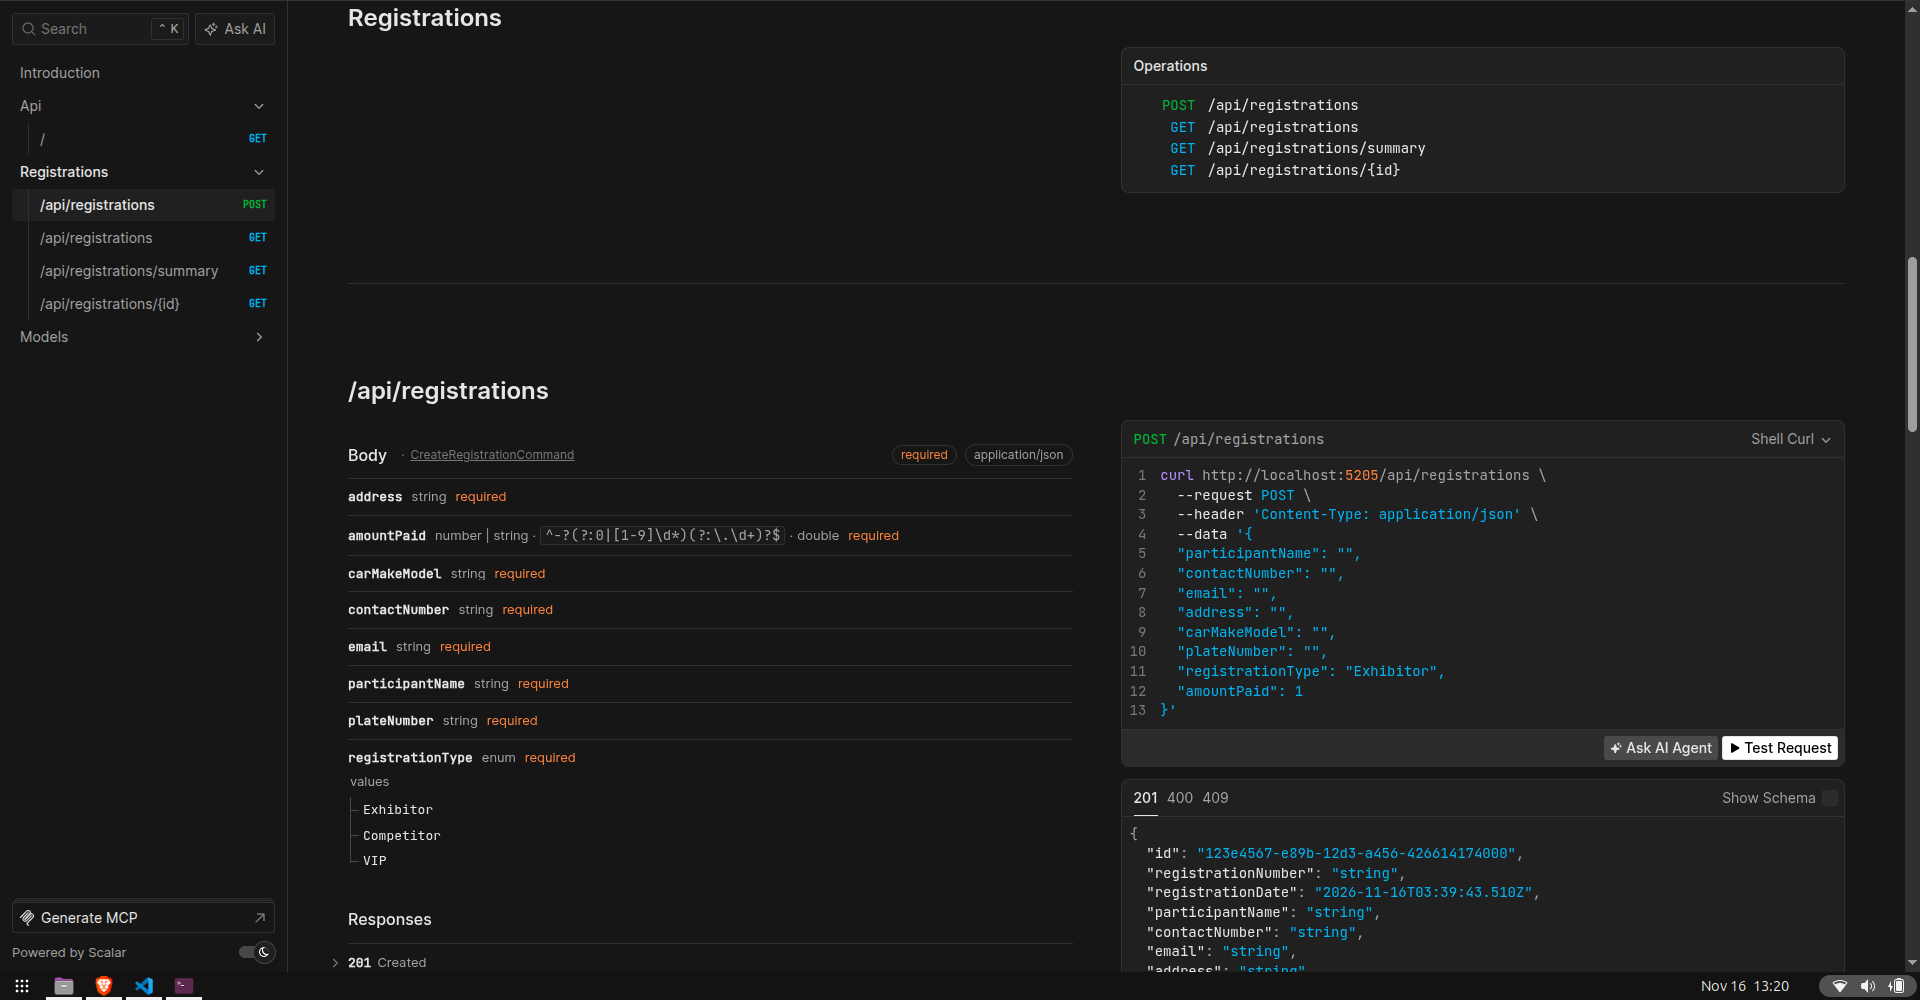 Search
⌃ K
Ask AI
Introduction
Api
/ GET
Registrations
/api/registrations POST
/api/registrations GET
/api/registrations/summary GET
/api/registrations/{id} GET
Models
Generate MCP
Powered by Scalar
Registrations
Operations
POST /api/registrations
GET /api/registrations
GET /api/registrations/summary
GET /api/registrations/{id}
/api/registrations
Body · CreateRegistrationCommand required application/json
address string required
amountPaid number | string · ^-?(?:0|[1-9]\d*)(?:\.\d+)?$ · double required
carMakeModel string required
contactNumber string required
email string required
participantName string required
plateNumber string required
registrationType enum required
values
Exhibitor
Competitor
VIP
Responses
201 Created
POST /api/registrations Shell Curl
1 curl http://localhost:5205/api/registrations \
2 --request POST \
3 --header 'Content-Type: application/json' \
4 --data '{
5 "participantName": "",
6 "contactNumber": "",
7 "email": "",
8 "address": "",
9 "carMakeModel": "",
10 "plateNumber": "",
11 "registrationType": "Exhibitor",
12 "amountPaid": 1
13 }'
Ask AI Agent
Test Request
201 400 409 Show Schema
{
"id": "123e4567-e89b-12d3-a456-426614174000",
"registrationNumber": "string",
"registrationDate": "2026-11-16T03:39:43.510Z",
"participantName": "string",
"contactNumber": "string",
"email": "string",
"address": "string"
Nov 16 13:20